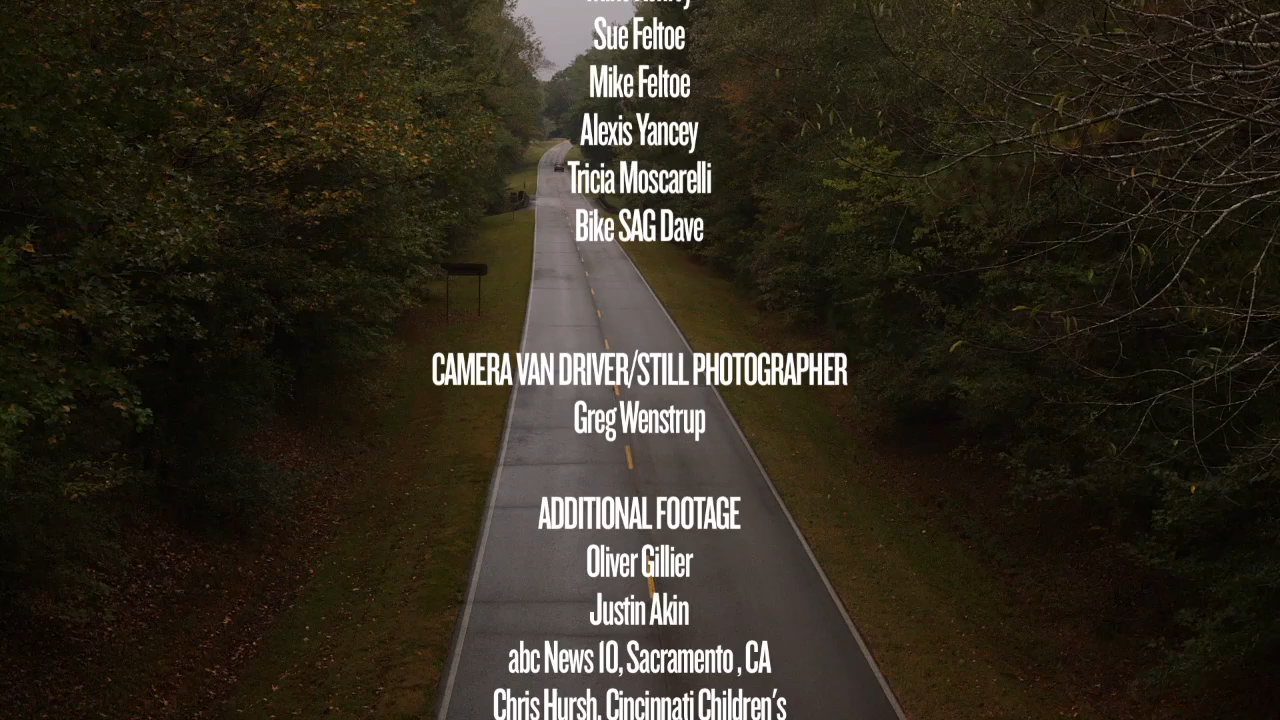 Sue Feltoe
Mike Feltoe
Alexis Yancey
Tricia Moscarelli
Bike SAG Dave
CAMERA VAN DRIVER/STILL PHOTOGRAPHER
Greg Wenstrup
ADDITIONAL FOOTAGE
Oliver Gillier
Justin Akin
abc News 10, Sacramento , CA
Chris Hursh, Cincinnati Children's